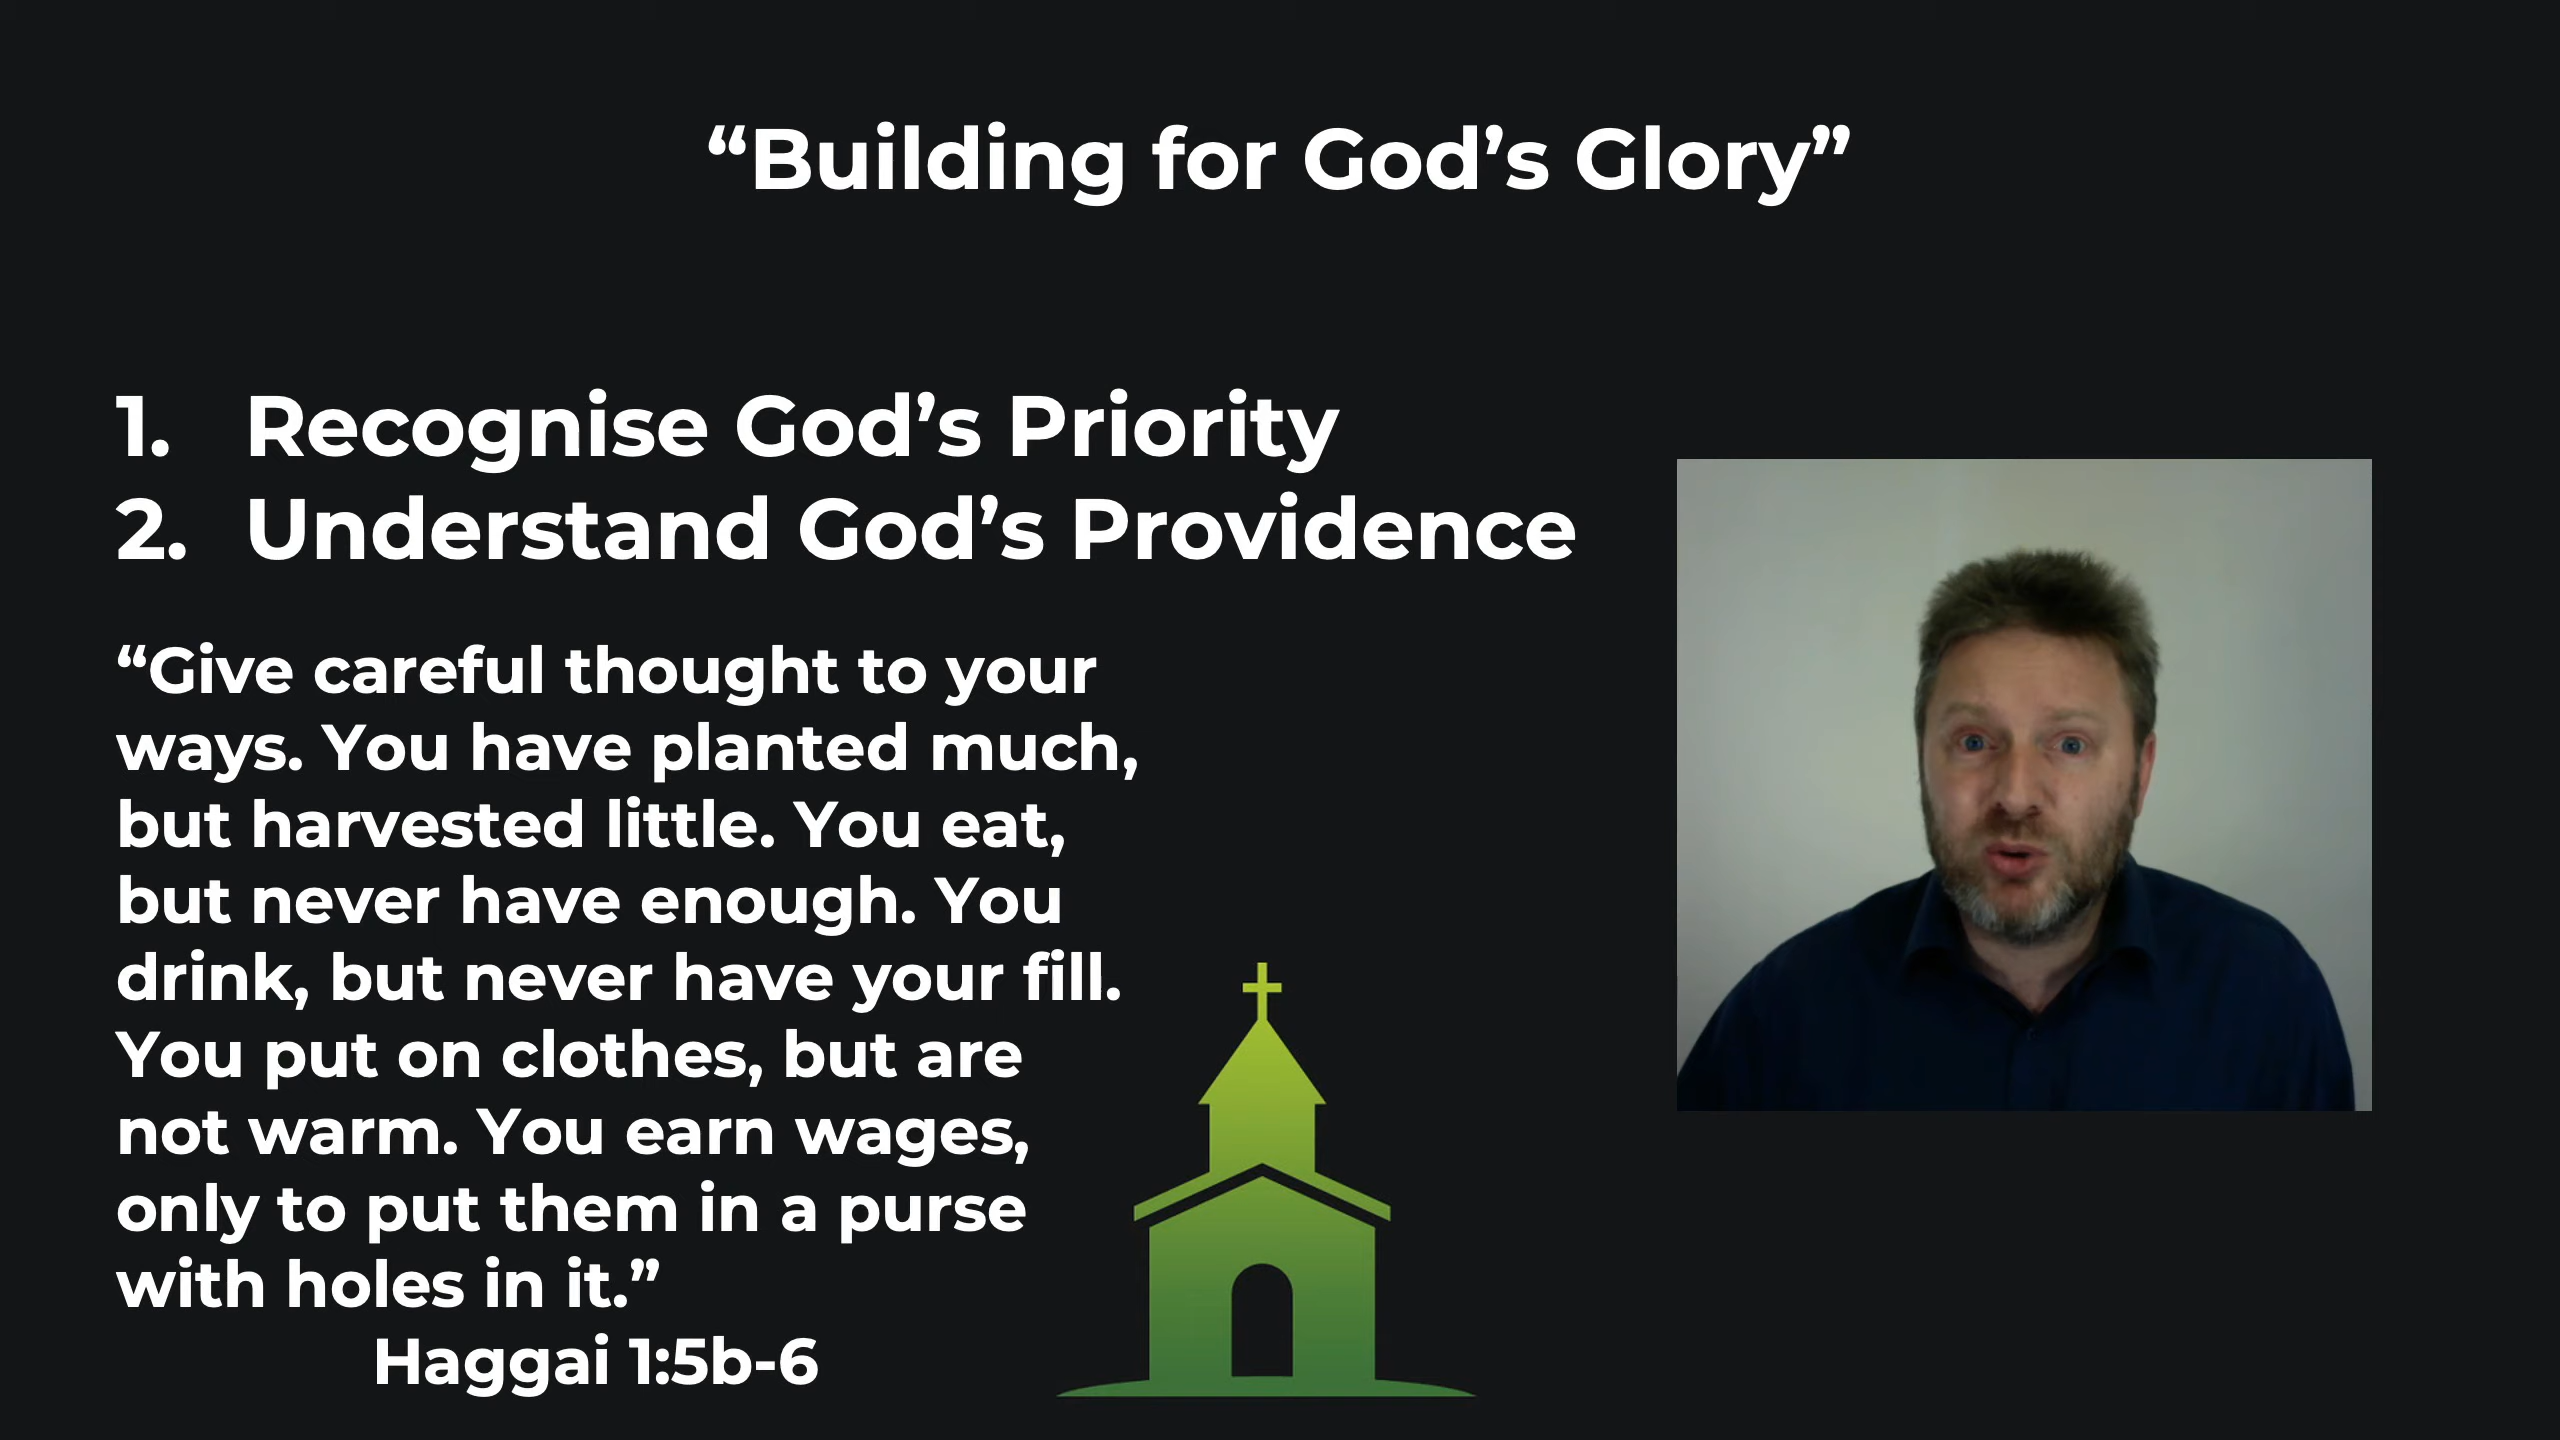 “Building for God’s Glory”
1. Recognise God’s Priority
2. Understand God’s Providence
“Give careful thought to your
ways. You have planted much,
but harvested little. You eat,
but never have enough. You
drink, but never have your fill.
You put on clothes, but are
not warm. You earn wages,
only to put them in a purse
with holes in it.”
Haggai 1:5b-6